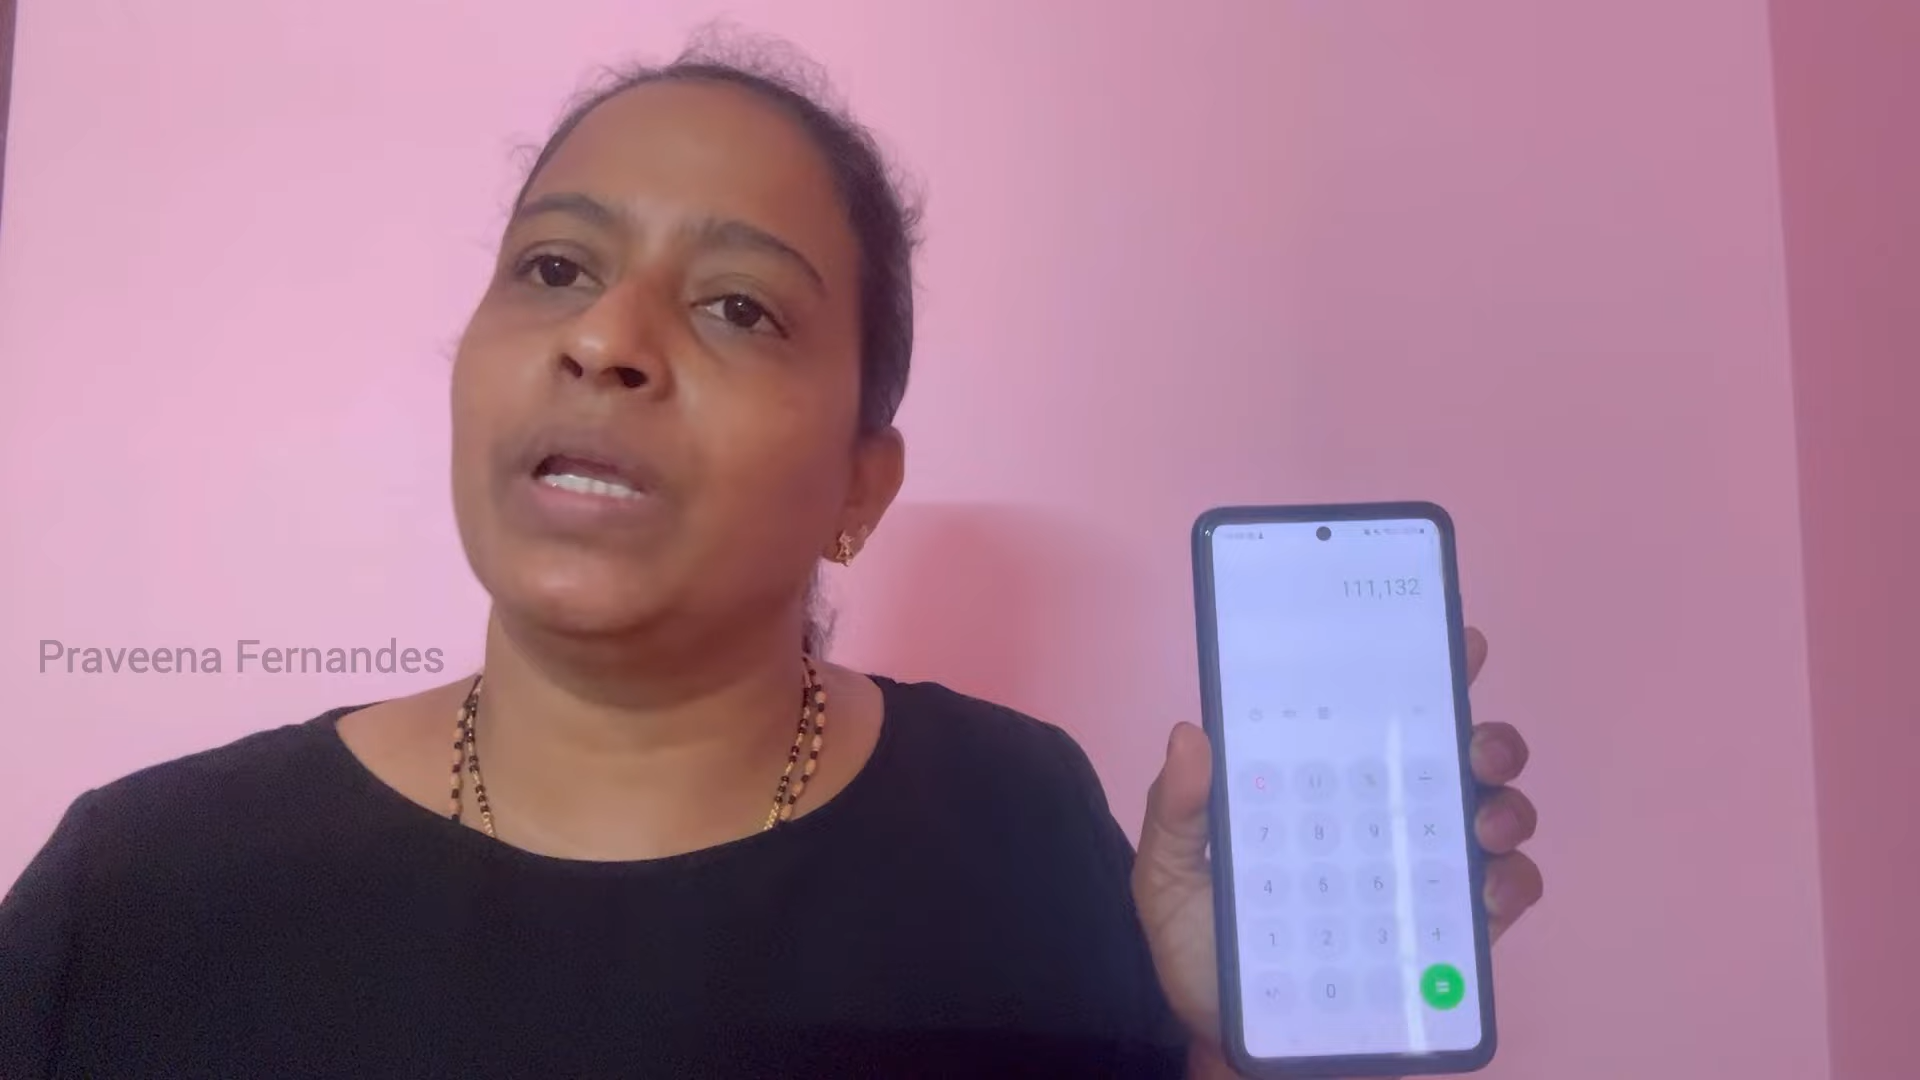 111,132
Praveena Fernandes
C ÷
7 8 9 ×
4 5 6 −
1 2 3 +
+/- 0 =